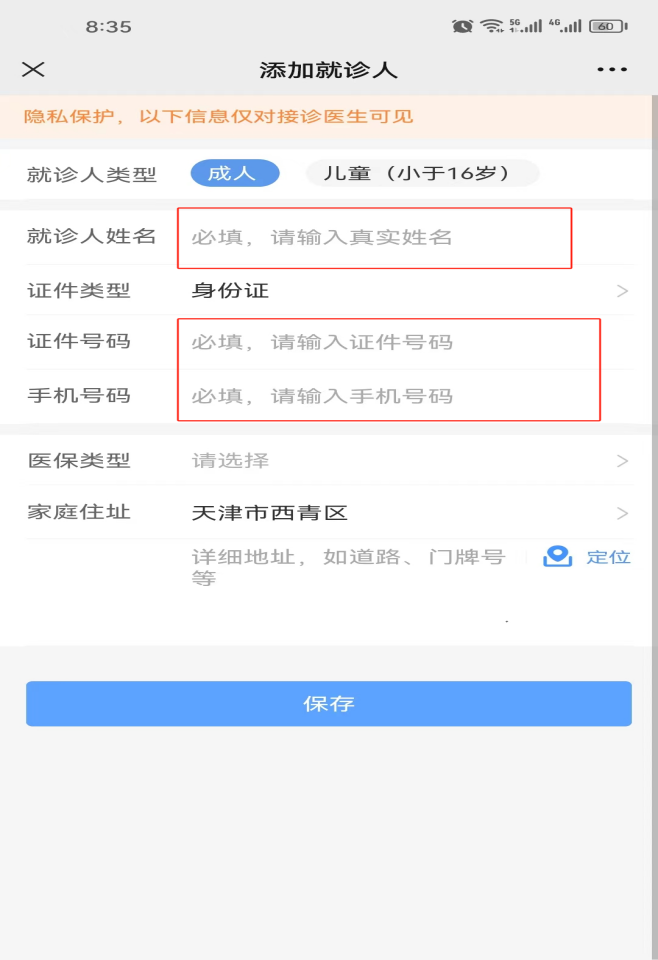 8:35 5G 4G 60
添加就诊人
隐私保护，以下信息仅对接诊医生可见
就诊人类型 成人 儿童（小于16岁）
就诊人姓名 必填，请输入真实姓名
证件类型 身份证
证件号码 必填，请输入证件号码
手机号码 必填，请输入手机号码
医保类型 请选择
家庭住址 天津市西青区
详细地址，如道路、门牌号 定位
等
保存